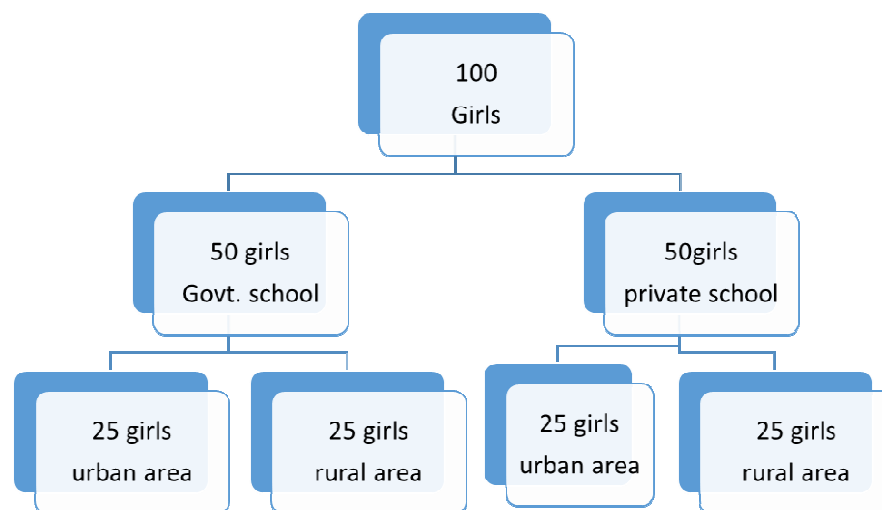 100
Girls
50 girls
Govt. school
50girls
private school
25 girls
urban area
25 girls
rural area
25 girls
urban area
25 girls
rural area